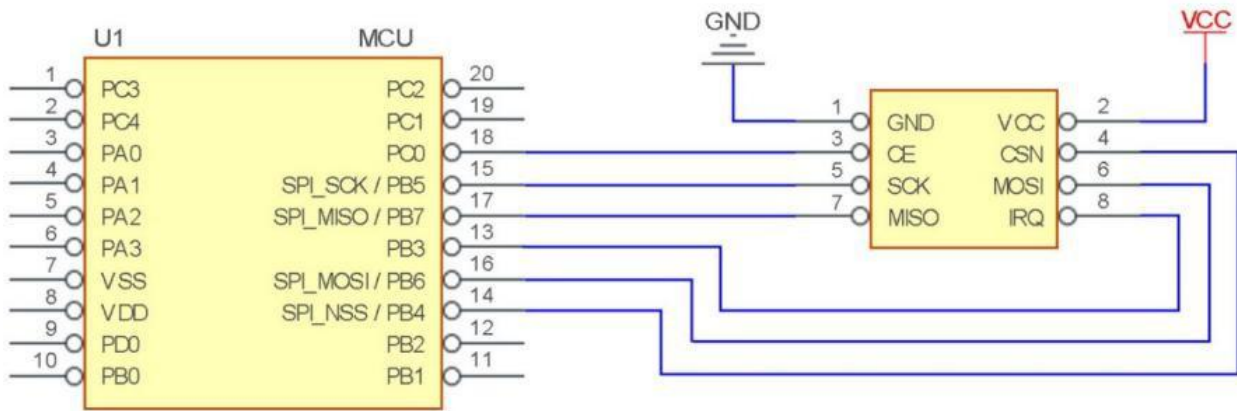 GND
VCC
U1 MCU
1 PC3 PC2 20
2 PC4 PC1 19
3 PA0 PC0 18
4 PA1 SPI_SCK / PB5 15
5 PA2 SPI_MISO / PB7 17
6 PA3 PB3 13
7 VSS SPI_MOSI / PB6 16
8 VDD SPI_NSS / PB4 14
9 PD0 PB2 12
10 PB0 PB1 11
1 GND VCC 2
3 CE CSN 4
5 SCK MOSI 6
7 MISO IRQ 8